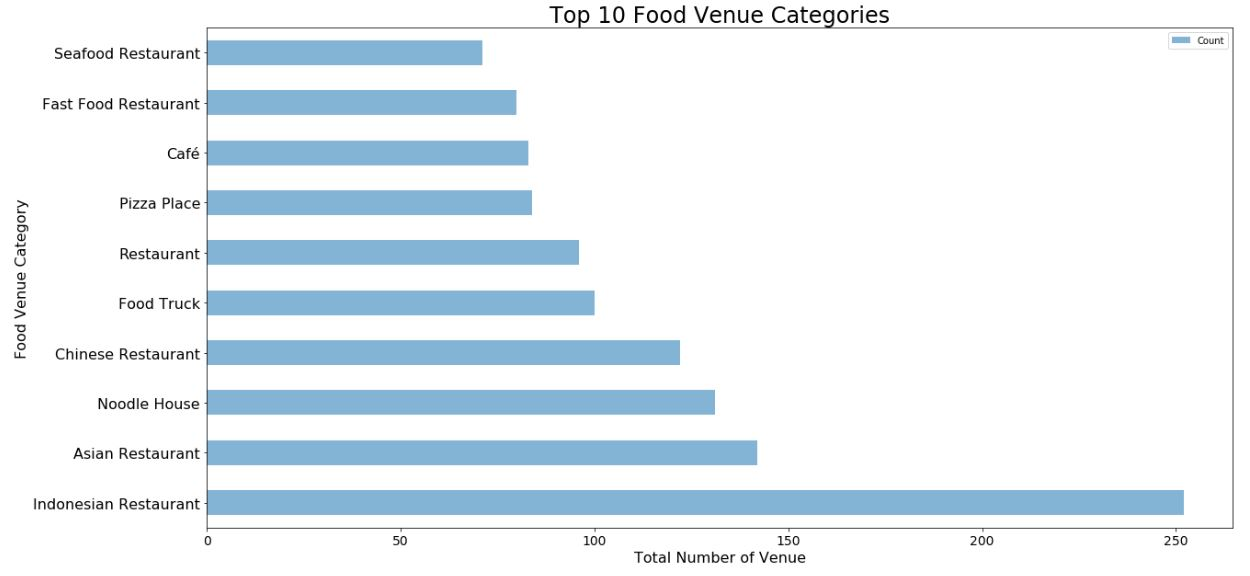 Top 10 Food Venue Categories
Count
Food Venue Category
Seafood Restaurant
Fast Food Restaurant
Café
Pizza Place
Restaurant
Food Truck
Chinese Restaurant
Noodle House
Asian Restaurant
Indonesian Restaurant
0 50 100 150 200 250
Total Number of Venue